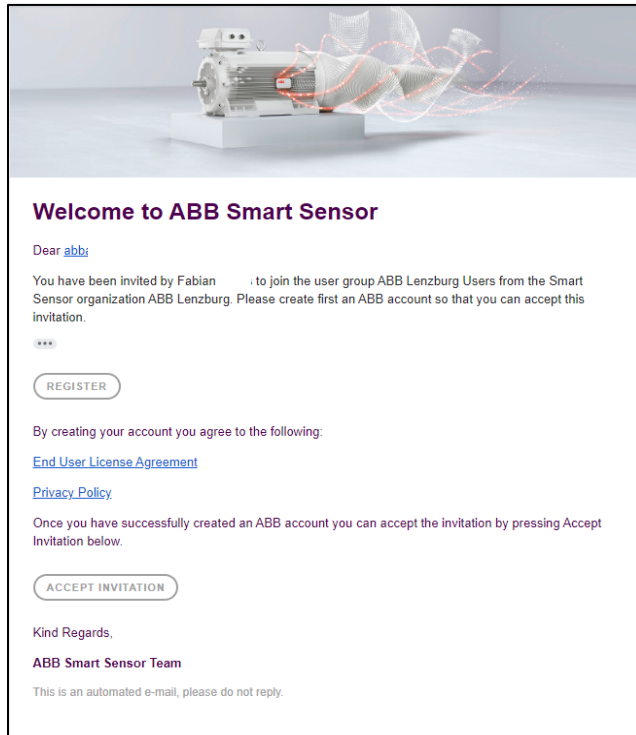 Welcome to ABB Smart Sensor
Dear abba
You have been invited by Fabian to join the user group ABB Lenzburg Users from the Smart
Sensor organization ABB Lenzburg. Please create first an ABB account so that you can accept this
invitation.
REGISTER
By creating your account you agree to the following:
End User License Agreement
Privacy Policy
Once you have successfully created an ABB account you can accept the invitation by pressing Accept
Invitation below.
ACCEPT INVITATION
Kind Regards,
ABB Smart Sensor Team
This is an automated e-mail, please do not reply.